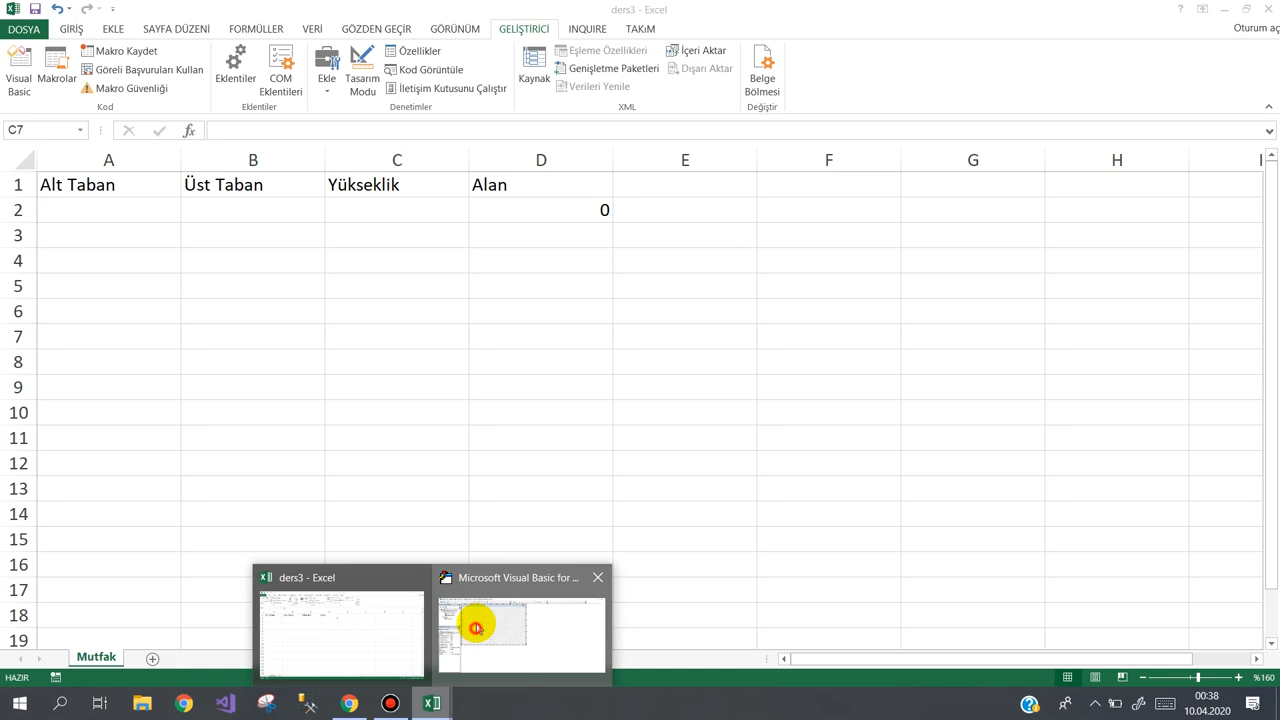 ders3 - Excel
DOSYA GİRİŞ EKLE SAYFA DÜZENİ FORMÜLLER VERİ GÖZDEN GEÇİR GÖRÜNÜM GELİŞTİRİCİ INQUIRE TAKıM Oturum aç
Visual Basic
Makrolar
Makro Kaydet
Göreli Başvuruları Kullan
Makro Güvenliği
Kod
Eklentiler
COM Eklentileri
Eklentiler
Ekle
Tasarım Modu
Özellikler
Kod Görüntüle
İletişim Kutusunu Çalıştır
Denetimler
Kaynak
Eşleme Özellikleri
Genişletme Paketleri
Verileri Yenile
İçeri Aktar
Dışarı Aktar
XML
Belge Bölmesi
Değiştir
C7 fx
A B C D E F G H I
1 Alt Taban Üst Taban Yükseklik Alan
2 0
3
4
5
6
7
8
9
10
11
12
13
14
15
16
17
18
19
ders3 - Excel
Microsoft Visual Basic for ...
Mutfak
HAZIR %160
00:38
10.04.2020